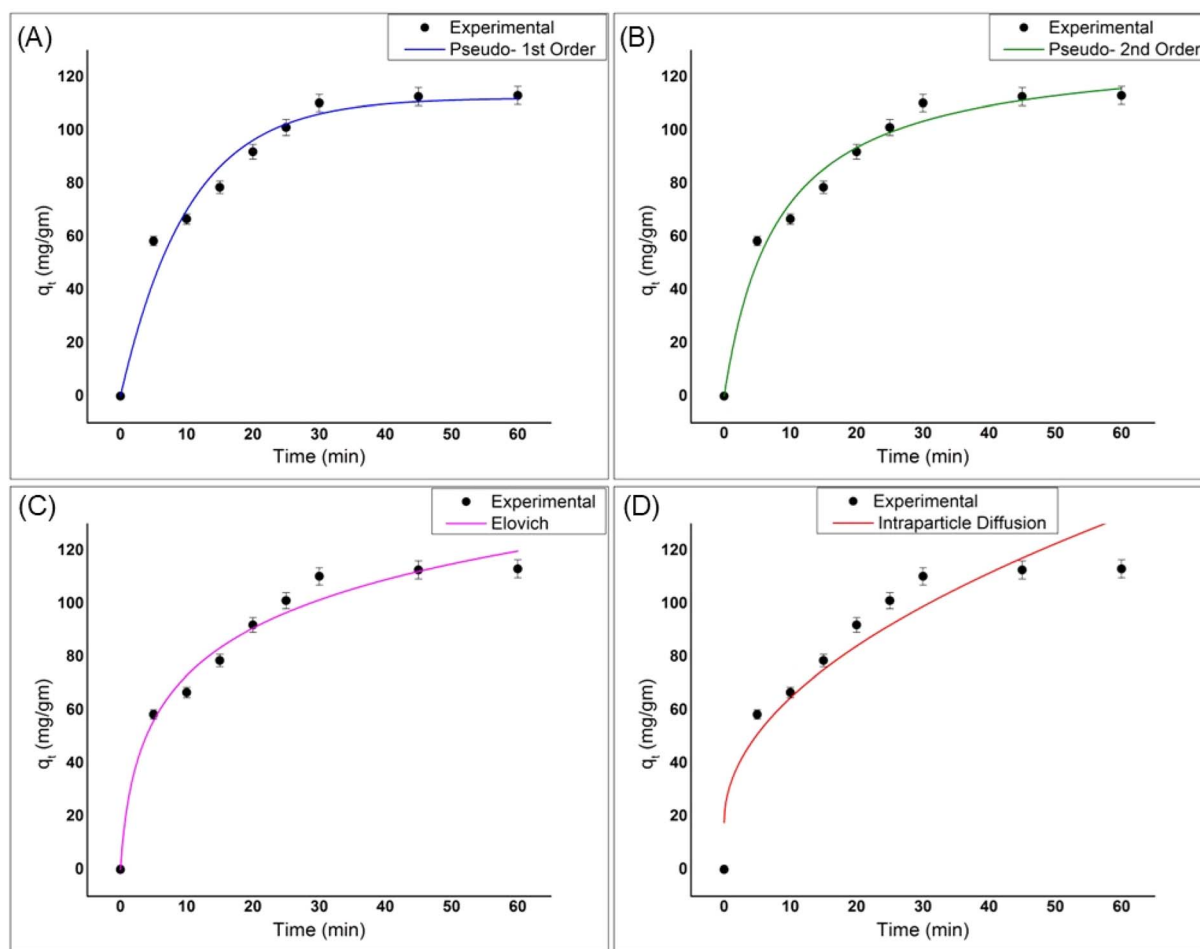 (A)
Experimental
Pseudo- 1st Order
120
100
80
60
40
20
0
qt (mg/gm)
0 10 20 30 40 50 60
Time (min)
(B)
Experimental
Pseudo- 2nd Order
120
100
80
60
40
20
0
qt (mg/gm)
0 10 20 30 40 50 60
Time (min)
(C)
Experimental
Elovich
120
100
80
60
40
20
0
qt (mg/gm)
0 10 20 30 40 50 60
Time (min)
(D)
Experimental
Intraparticle Diffusion
120
100
80
60
40
20
0
qt (mg/gm)
0 10 20 30 40 50 60
Time (min)